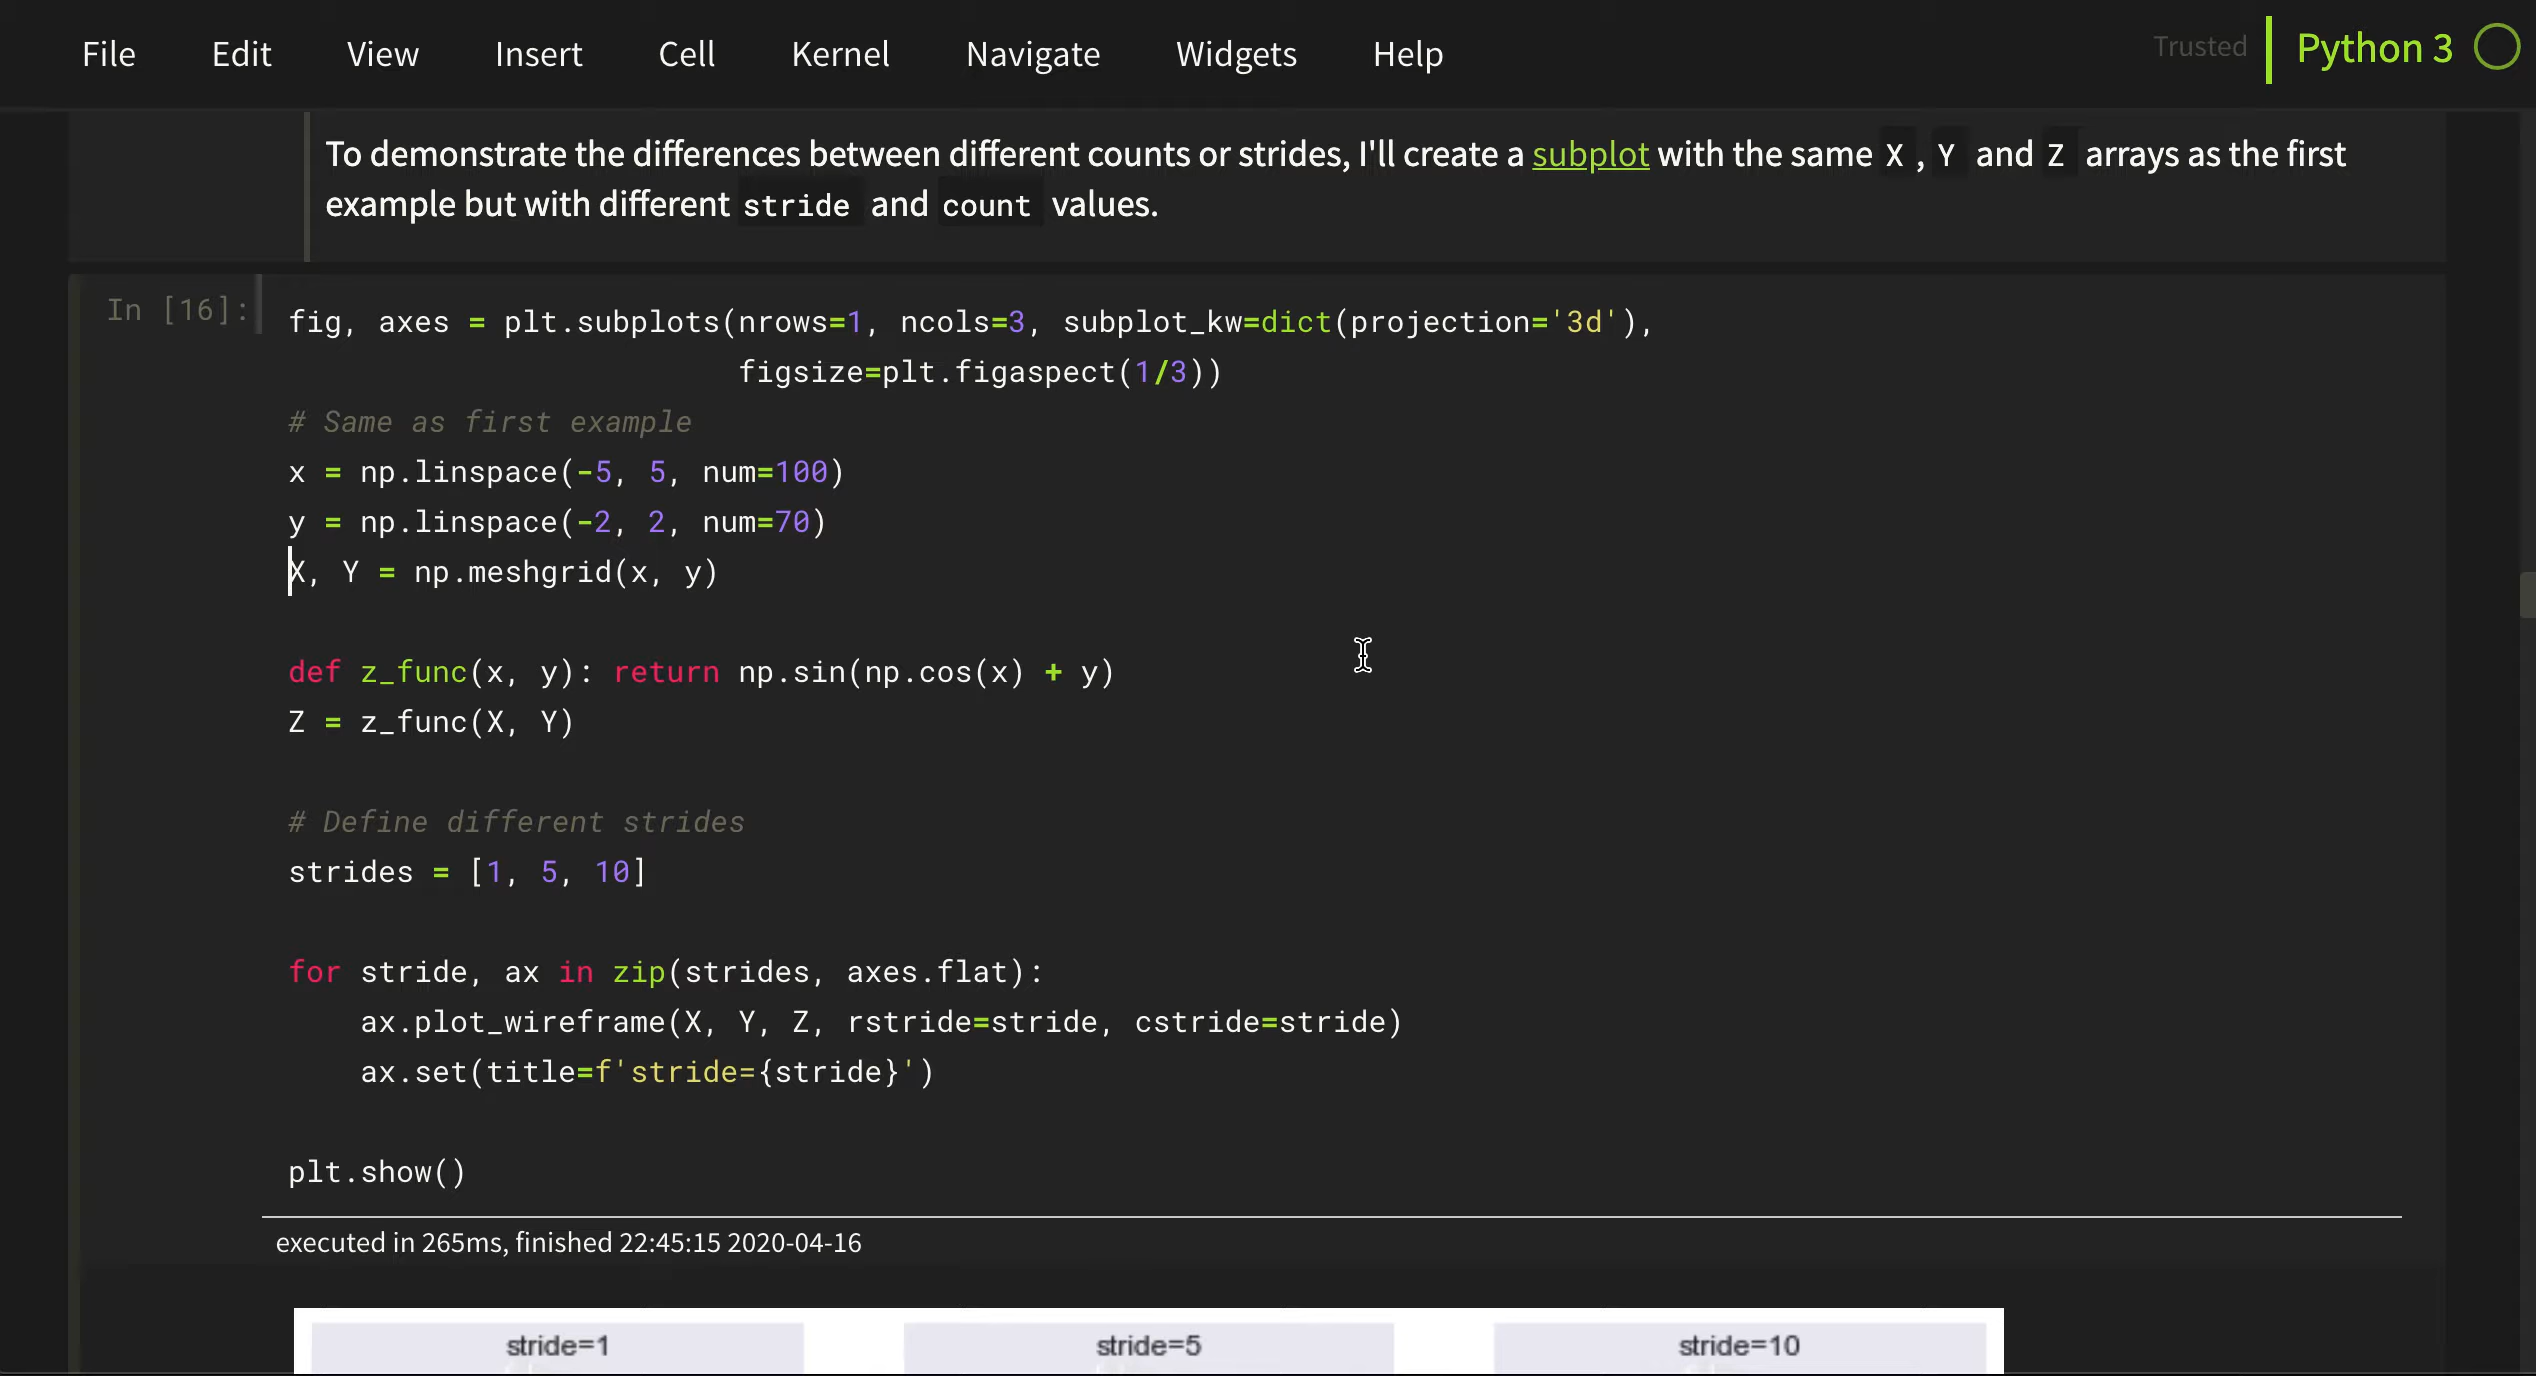 File Edit View Insert Cell Kernel Navigate Widgets Help Trusted Python 3
To demonstrate the differences between different counts or strides, I'll create a subplot with the same X , Y and Z arrays as the first
example but with different stride and count values.
In [16]:
fig, axes = plt.subplots(nrows=1, ncols=3, subplot_kw=dict(projection='3d'),
                         figsize=plt.figaspect(1/3))
# Same as first example
x = np.linspace(-5, 5, num=100)
y = np.linspace(-2, 2, num=70)
X, Y = np.meshgrid(x, y)
def z_func(x, y): return np.sin(np.cos(x) + y)
Z = z_func(X, Y)
# Define different strides
strides = [1, 5, 10]
for stride, ax in zip(strides, axes.flat):
    ax.plot_wireframe(X, Y, Z, rstride=stride, cstride=stride)
    ax.set(title=f'stride={stride}')
plt.show()
executed in 265ms, finished 22:45:15 2020-04-16
stride=1 stride=5 stride=10